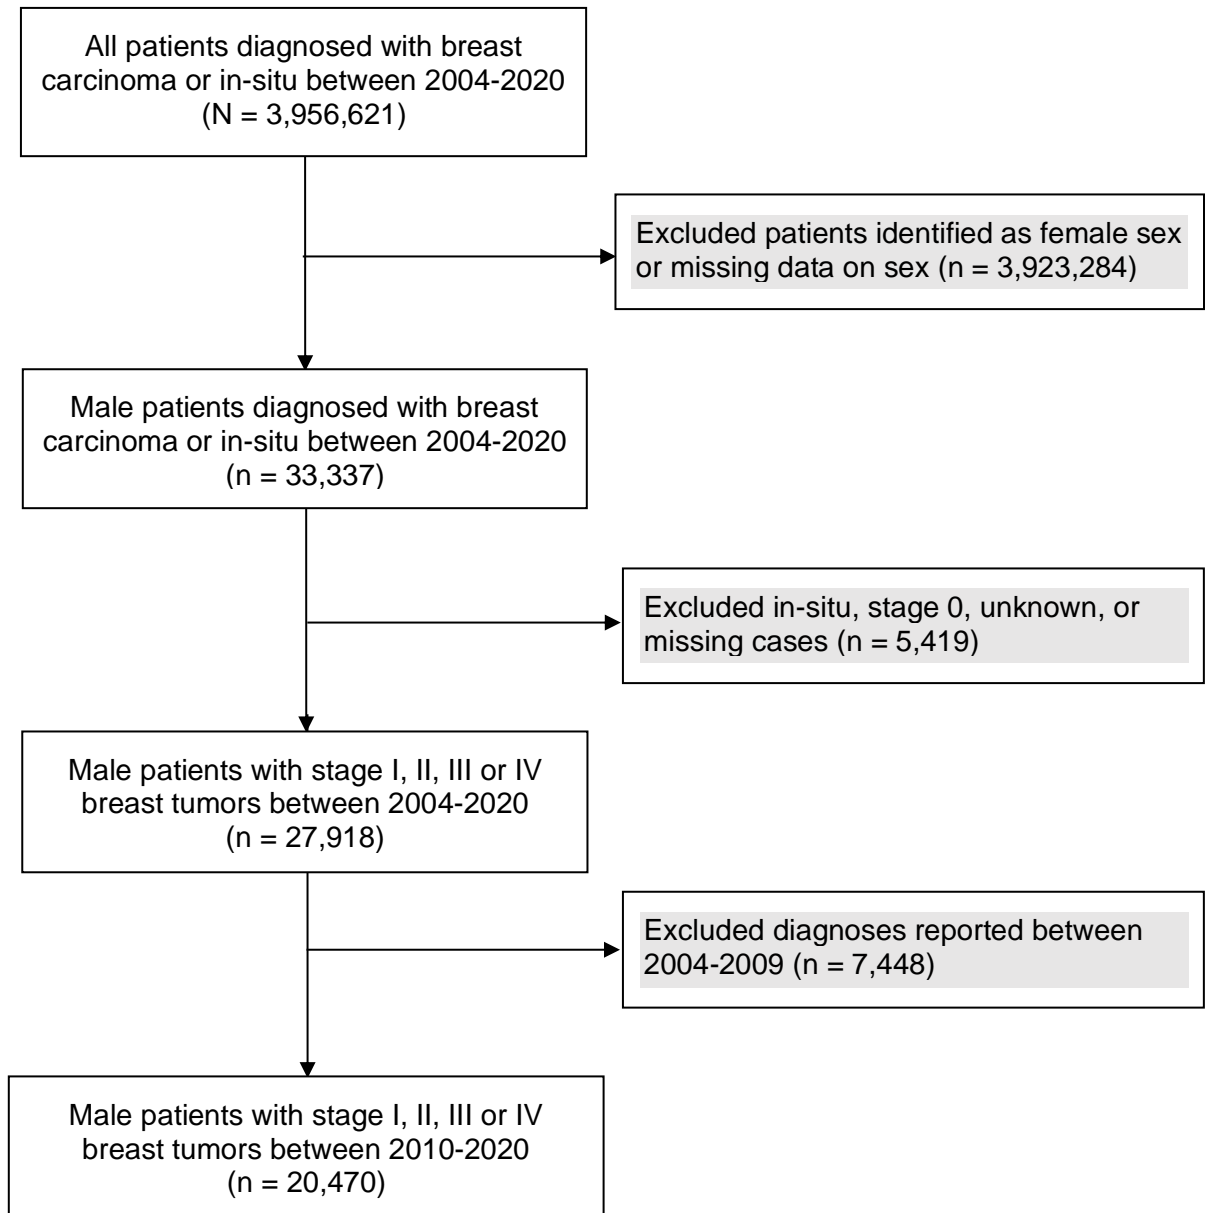 All patients diagnosed with breast
carcinoma or in-situ between 2004-2020
(N = 3,956,621)
Excluded patients identified as female sex
or missing data on sex (n = 3,923,284)
Male patients diagnosed with breast
carcinoma or in-situ between 2004-2020
(n = 33,337)
Excluded in-situ, stage 0, unknown, or
missing cases (n = 5,419)
Male patients with stage I, II, III or IV
breast tumors between 2004-2020
(n = 27,918)
Excluded diagnoses reported between
2004-2009 (n = 7,448)
Male patients with stage I, II, III or IV
breast tumors between 2010-2020
(n = 20,470)